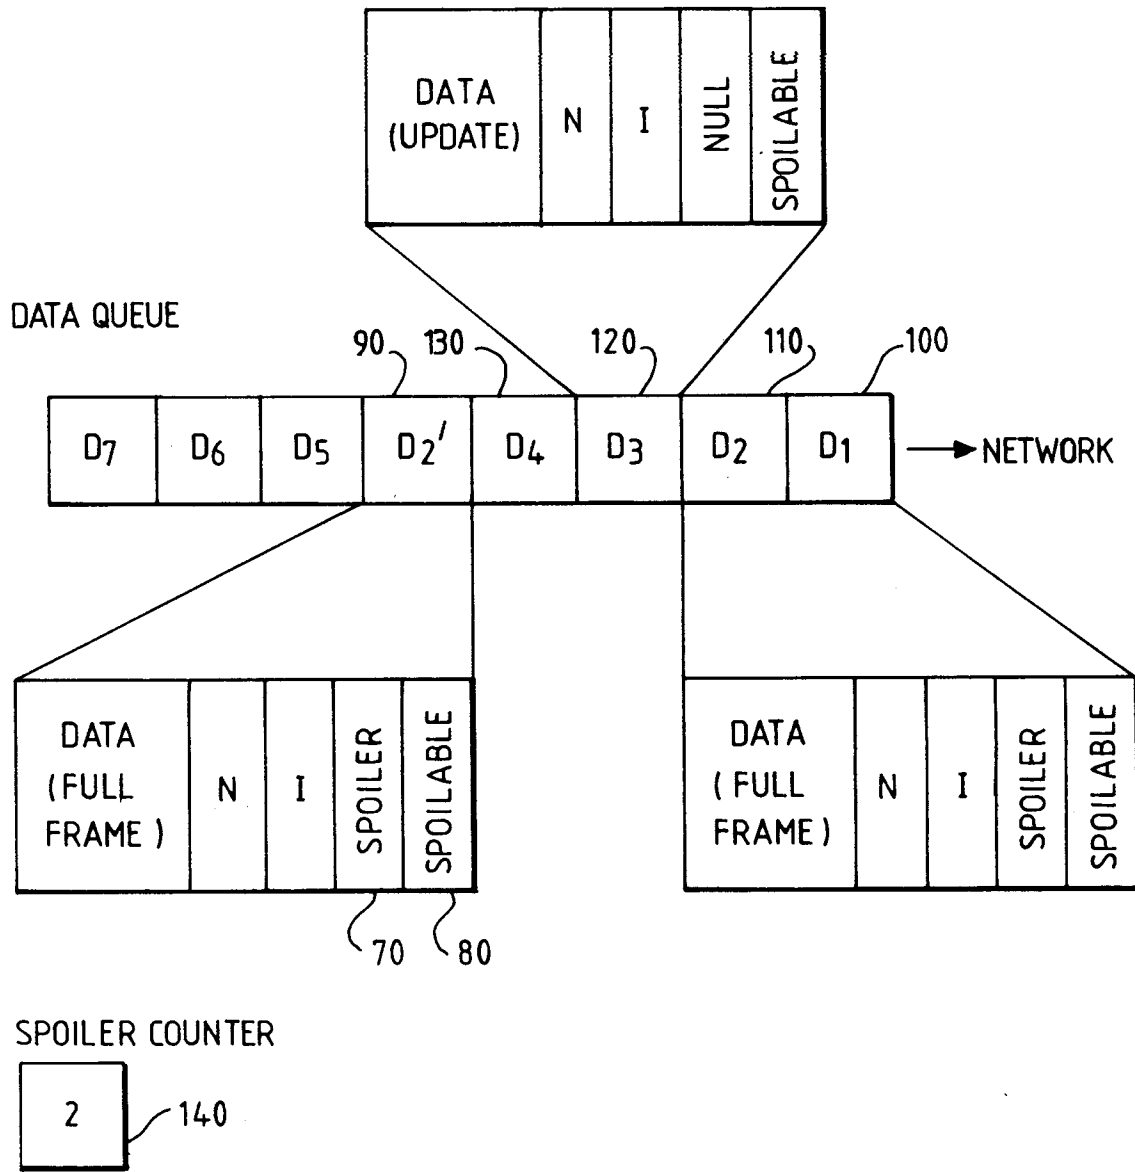 DATA
(UPDATE)
N
I
NULL
SPOILABLE
DATA QUEUE
90
130
120
110
100
D7
D6
D5
D2'
D4
D3
D2
D1
NETWORK
DATA
(FULL
FRAME)
N
I
SPOILER
SPOILABLE
DATA
(FULL
FRAME)
N
I
SPOILER
SPOILABLE
70
80
SPOILER COUNTER
2
140